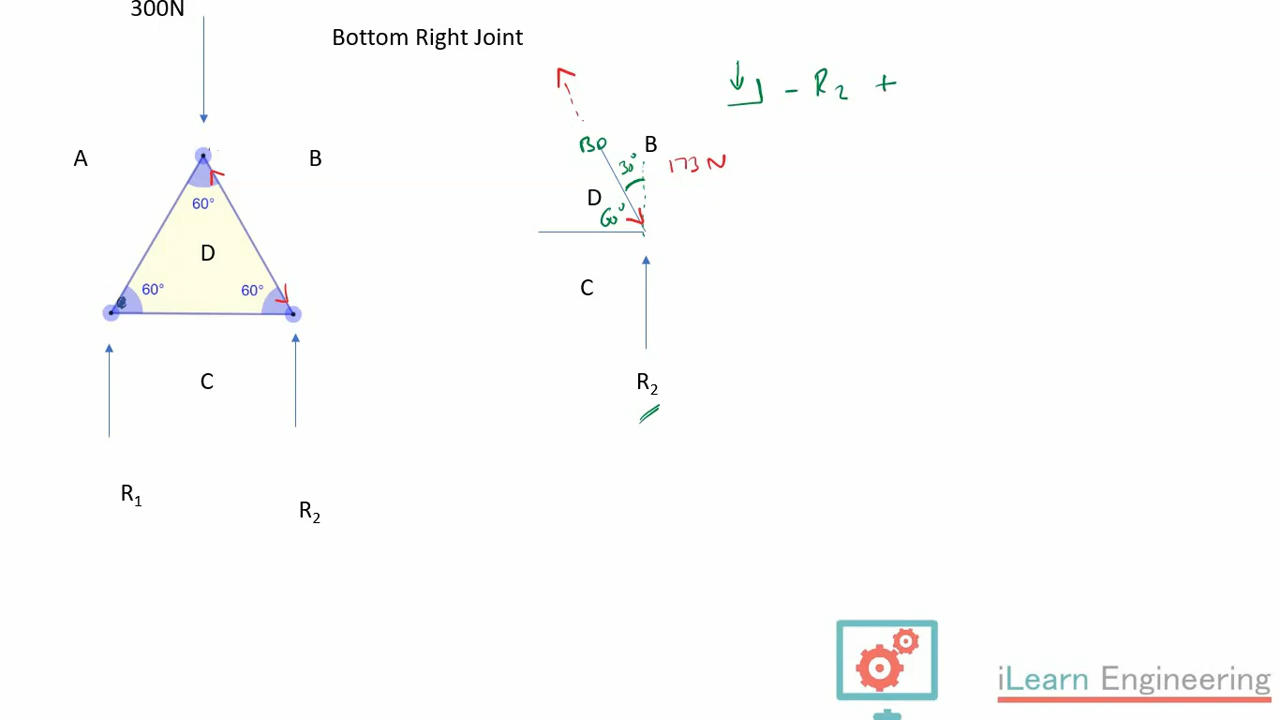 300N
Bottom Right Joint
↓ - R2 +
A
B
60°
D
60°
60°
C
R1
R2
BD
30°
B
173 N
D
60°
C
R2
iLearn Engineering